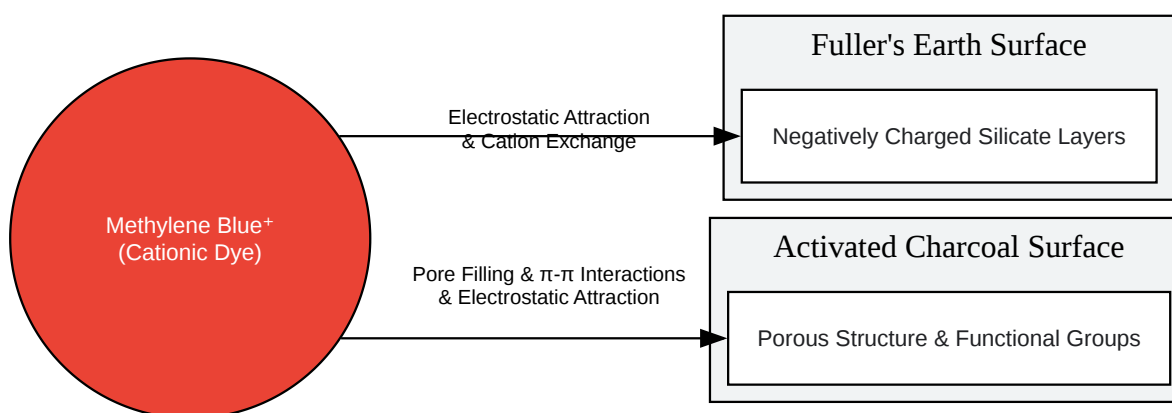 Methylene Blue⁺
(Cationic Dye)
Electrostatic Attraction
& Cation Exchange
Fuller's Earth Surface
Negatively Charged Silicate Layers
Pore Filling & π-π Interactions
& Electrostatic Attraction
Activated Charcoal Surface
Porous Structure & Functional Groups